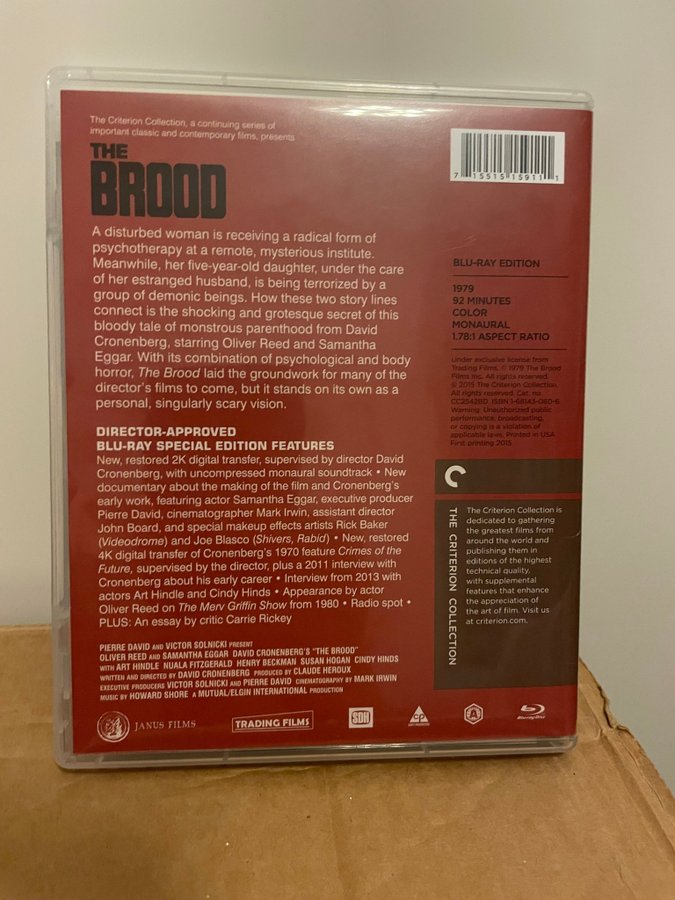 The Criterion Collection, a continuing series of
important classic and contemporary films, presents
THE
BROOD
A disturbed woman is receiving a radical form of
psychotherapy at a remote, mysterious institute.
Meanwhile, her five-year-old daughter, under the care
of her estranged husband, is being terrorized by a
group of demonic beings. How these two story lines
connect is the shocking and grotesque secret of this
bloody tale of monstrous parenthood from David
Cronenberg, starring Oliver Reed and Samantha
Eggar. With its combination of psychological and body
horror, The Brood laid the groundwork for many of the
director's films to come, but it stands on its own as a
personal, singularly scary vision.
DIRECTOR-APPROVED
BLU-RAY SPECIAL EDITION FEATURES
New, restored 2K digital transfer, supervised by director David
Cronenberg, with uncompressed monaural soundtrack • New
documentary about the making of the film and Cronenberg's
early work, featuring actor Samantha Eggar, executive producer
Pierre David, cinematographer Mark Irwin, assistant director
John Board, and special makeup effects artists Rick Baker
(Videodrome) and Joe Blasco (Shivers, Rabid) • New, restored
4K digital transfer of Cronenberg's 1970 feature Crimes of the
Future, supervised by the director, plus a 2011 interview with
Cronenberg about his early career • Interview from 2013 with
actors Art Hindle and Cindy Hinds • Appearance by actor
Oliver Reed on The Merv Griffin Show from 1980 • Radio spot •
PLUS: An essay by critic Carrie Rickey
PIERRE DAVID AND VICTOR SOLNICKI PRESENT
OLIVER REED AND SAMANTHA EGGAR DAVID CRONENBERG'S "THE BROOD"
WITH ART HINDLE NUALA FITZGERALD HENRY BECKMAN SUSAN HOGAN CINDY HINDS
WRITTEN AND DIRECTED BY DAVID CRONENBERG PRODUCED BY CLAUDE HEROUX
EXECUTIVE PRODUCERS VICTOR SOLNICKI AND PIERRE DAVID CINEMATOGRAPHY BY MARK IRWIN
MUSIC BY HOWARD SHORE A MUTUAL/ELGIN INTERNATIONAL PRODUCTION
JANUS FILMS
TRADING FILMS
SDH
CP
A
Blu-ray Disc
7 15515 15911 1
BLU-RAY EDITION
1979
92 MINUTES
COLOR
MONAURAL
1.78:1 ASPECT RATIO
Under exclusive license from
Trading Films. © 1979 The Brood
Films Inc. All rights reserved.
© 2015 The Criterion Collection.
All rights reserved. Cat. no.
CC2542BD. ISBN 1-68143-060-6.
Warning: Unauthorized public
performance, broadcasting,
or copying is a violation of
applicable laws. Printed in USA.
First printing 2015.
THE CRITERION COLLECTION
The Criterion Collection is
dedicated to gathering
the greatest films from
around the world and
publishing them in
editions of the highest
technical quality,
with supplemental
features that enhance
the appreciation of
the art of film. Visit us
at criterion.com.